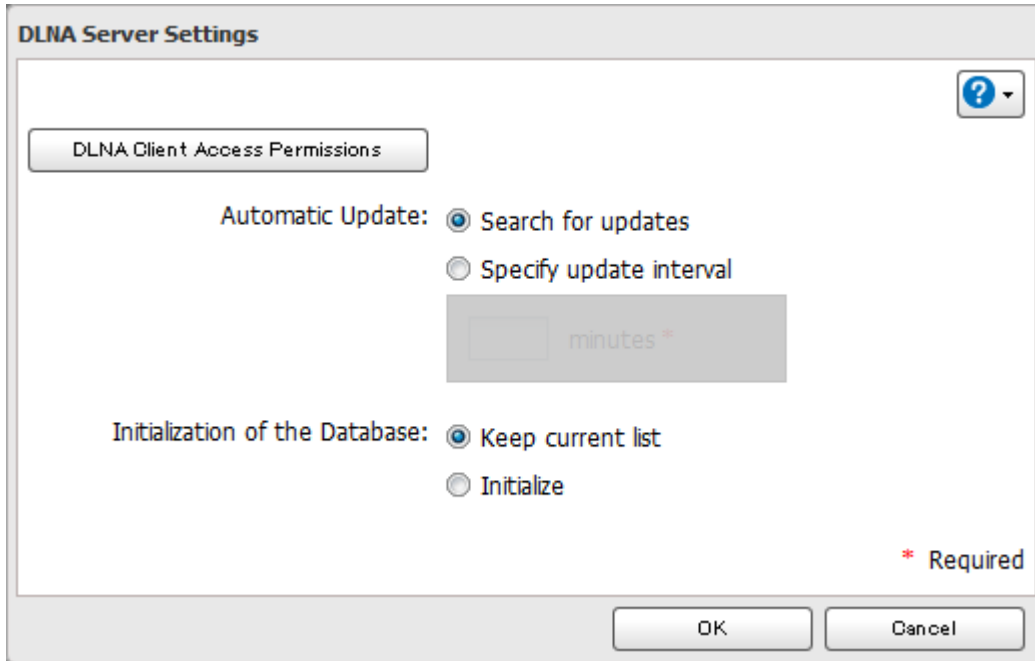 DLNA Server Settings
?
DLNA Client Access Permissions
Automatic Update: Search for updates
Specify update interval
minutes *
Initialization of the Database: Keep current list
Initialize
* Required
OK Cancel